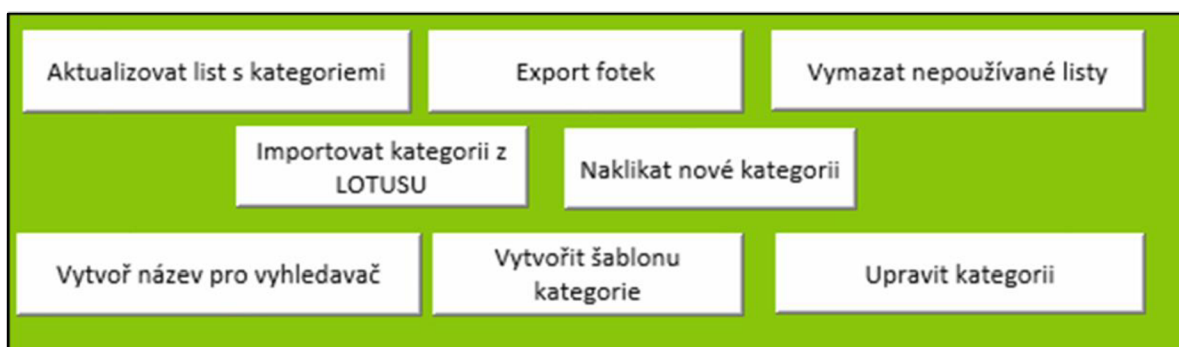 Aktualizovat list s kategoriemi
Export fotek
Vymazat nepoužívané listy
Importovat kategorii z
LOTUSU
Naklikat nové kategorii
Vytvoř název pro vyhledavač
Vytvořit šablonu
kategorie
Upravit kategorii